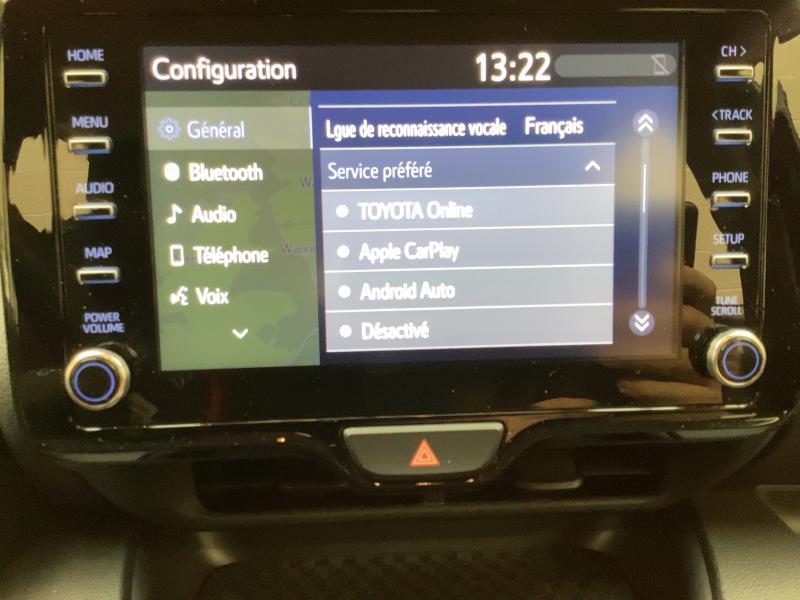 HOME
MENU
AUDIO
MAP
POWER
VOLUME
Configuration
13:22
Général
Bluetooth
Audio
Téléphone
Voix
Lgue de reconnaissance vocale Français
Service préféré
TOYOTA Online
Apple CarPlay
Android Auto
Désactivé
CH >
< TRACK
PHONE
SETUP
TUNE
SCROLL